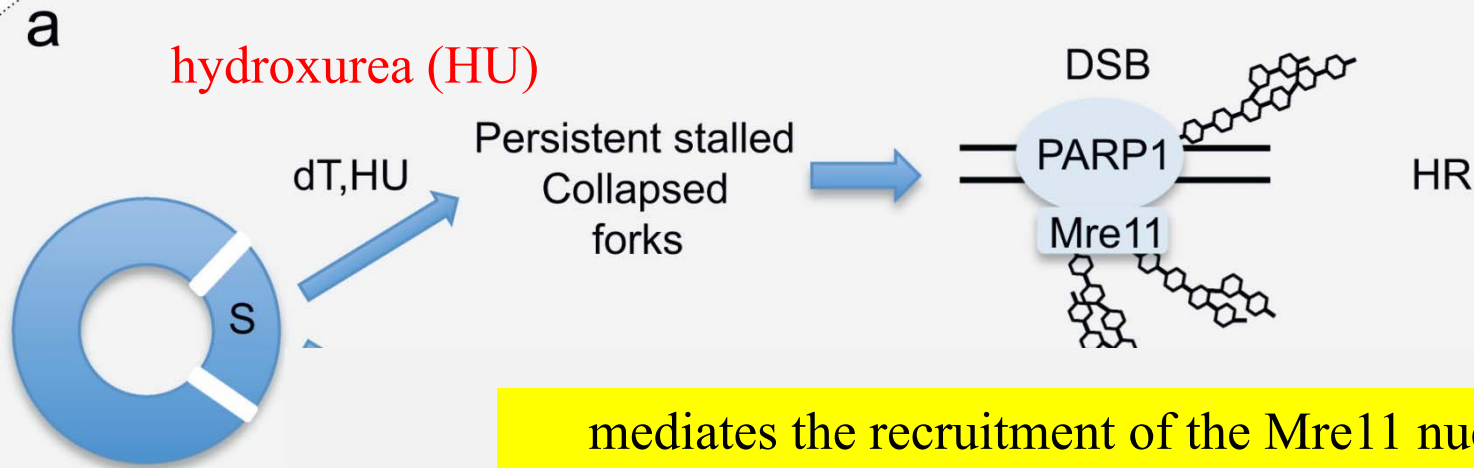 a
hydroxurea (HU)
DSB
Persistent stalled
Collapsed
forks
dT,HU
PARP1
HR
Mre11
S
mediates the recruitment of the Mre11